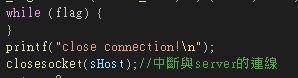 while (flag) {
}
printf("close connection!\n");
closesocket(sHost);//中斷與server的連線